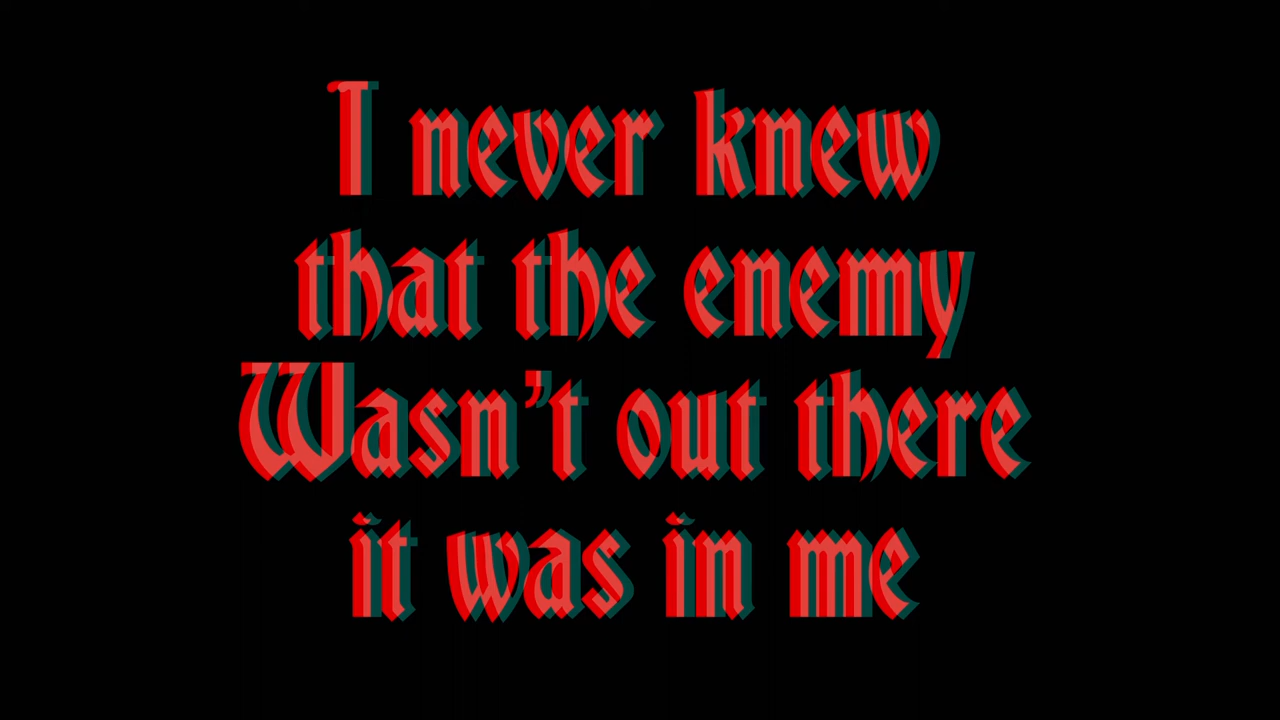 I never knew
that the enemy
Wasn't out there
it was in me